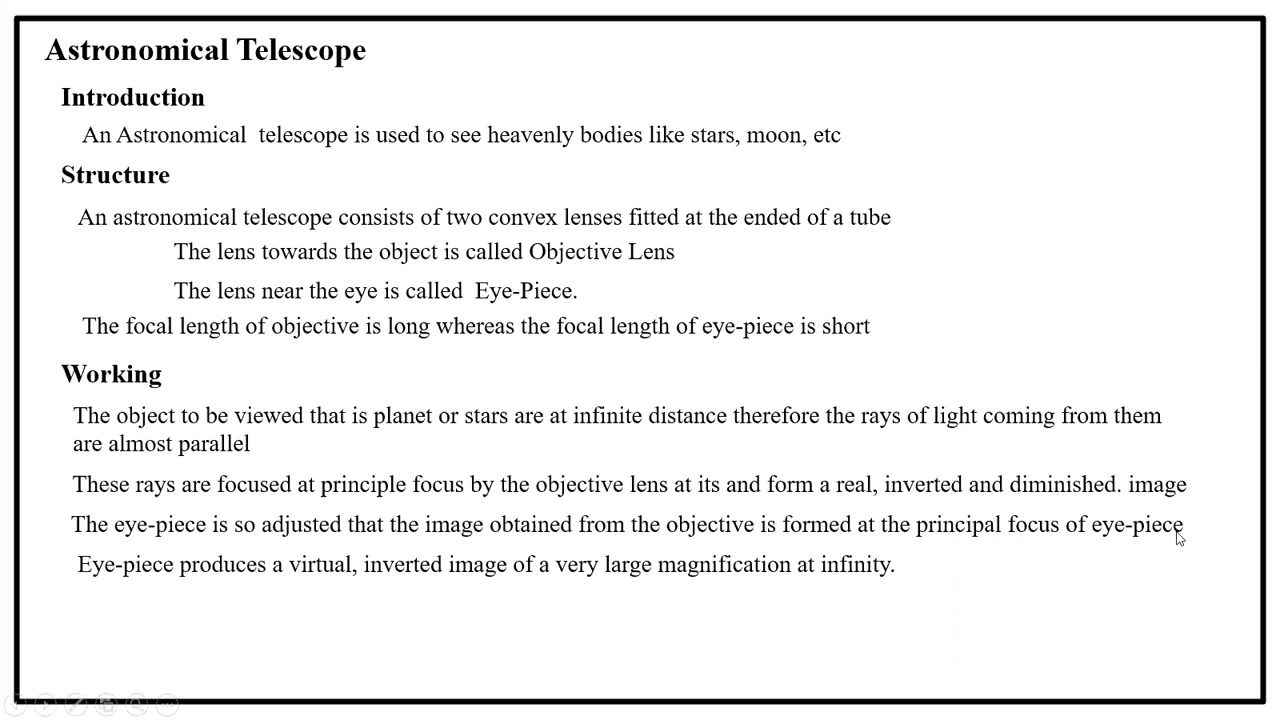 Astronomical Telescope
Introduction
An Astronomical telescope is used to see heavenly bodies like stars, moon, etc
Structure
An astronomical telescope consists of two convex lenses fitted at the ended of a tube
The lens towards the object is called Objective Lens
The lens near the eye is called Eye-Piece.
The focal length of objective is long whereas the focal length of eye-piece is short
Working
The object to be viewed that is planet or stars are at infinite distance therefore the rays of light coming from them
are almost parallel
These rays are focused at principle focus by the objective lens at its and form a real, inverted and diminished. image
The eye-piece is so adjusted that the image obtained from the objective is formed at the principal focus of eye-piece
Eye-piece produces a virtual, inverted image of a very large magnification at infinity.